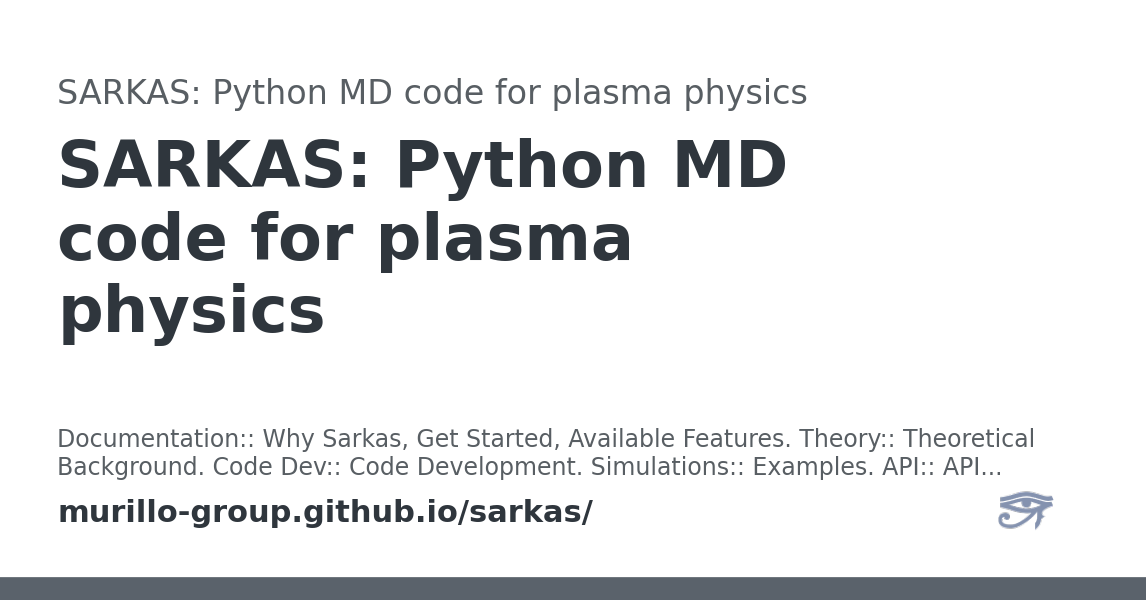 SARKAS: Python MD code for plasma physics
SARKAS: Python MD
code for plasma
physics
Documentation:: Why Sarkas, Get Started, Available Features. Theory:: Theoretical
Background. Code Dev:: Code Development. Simulations:: Examples. API:: API...
murillo-group.github.io/sarkas/